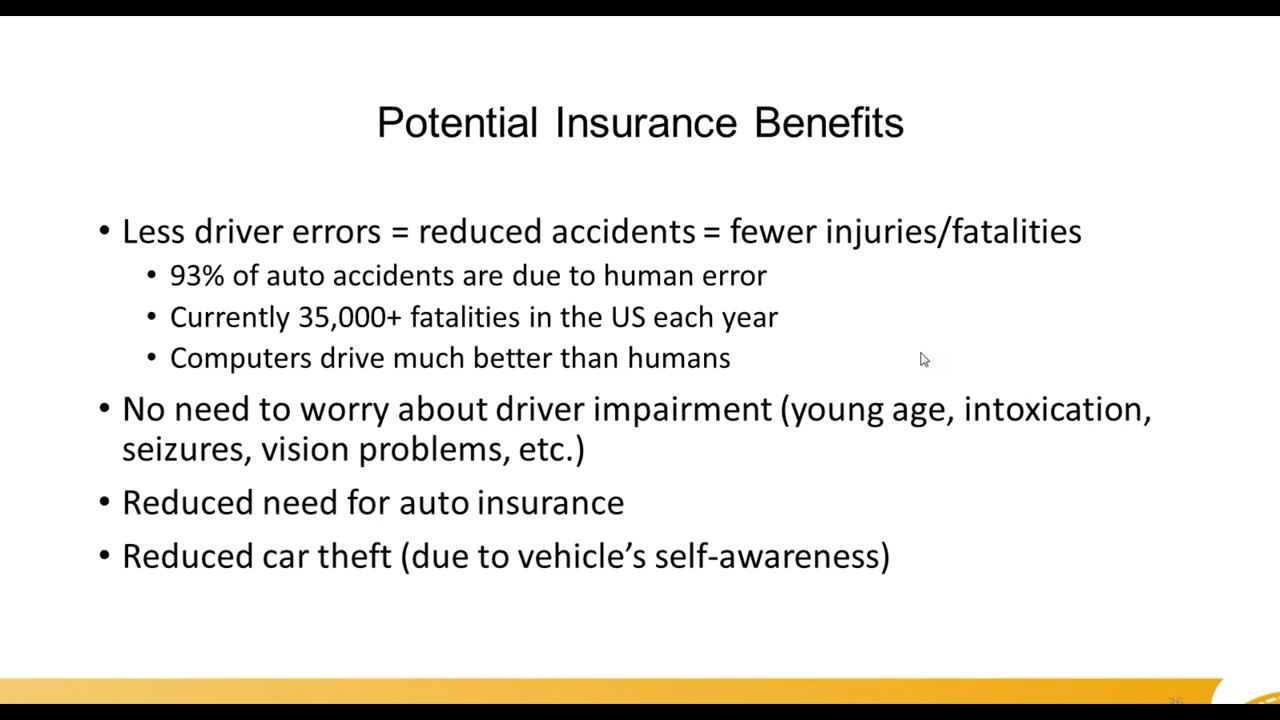 Potential Insurance Benefits
• Less driver errors = reduced accidents = fewer injuries/fatalities
• 93% of auto accidents are due to human error
• Currently 35,000+ fatalities in the US each year
• Computers drive much better than humans
• No need to worry about driver impairment (young age, intoxication,
seizures, vision problems, etc.)
• Reduced need for auto insurance
• Reduced car theft (due to vehicle’s self-awareness)